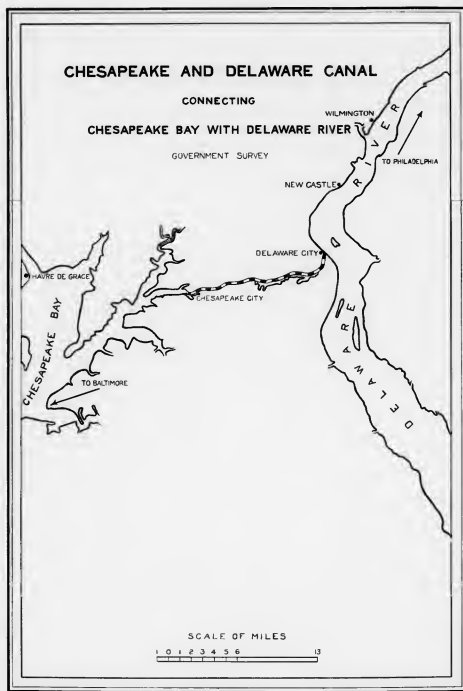 CHESAPEAKE AND DELAWARE CANAL
CONNECTING
CHESAPEAKE BAY WITH DELAWARE RIVER
GOVERNMENT SURVEY
WILMINGTON
TO PHILADELPHIA
NEW CASTLE
DELAWARE CITY
HAVRE DE GRACE
CHESAPEAKE CITY
CHESAPEAKE BAY
TO BALTIMORE
DELAWARE RIVER
SCALE OF MILES
1 0 1 2 3 4 5 6 13